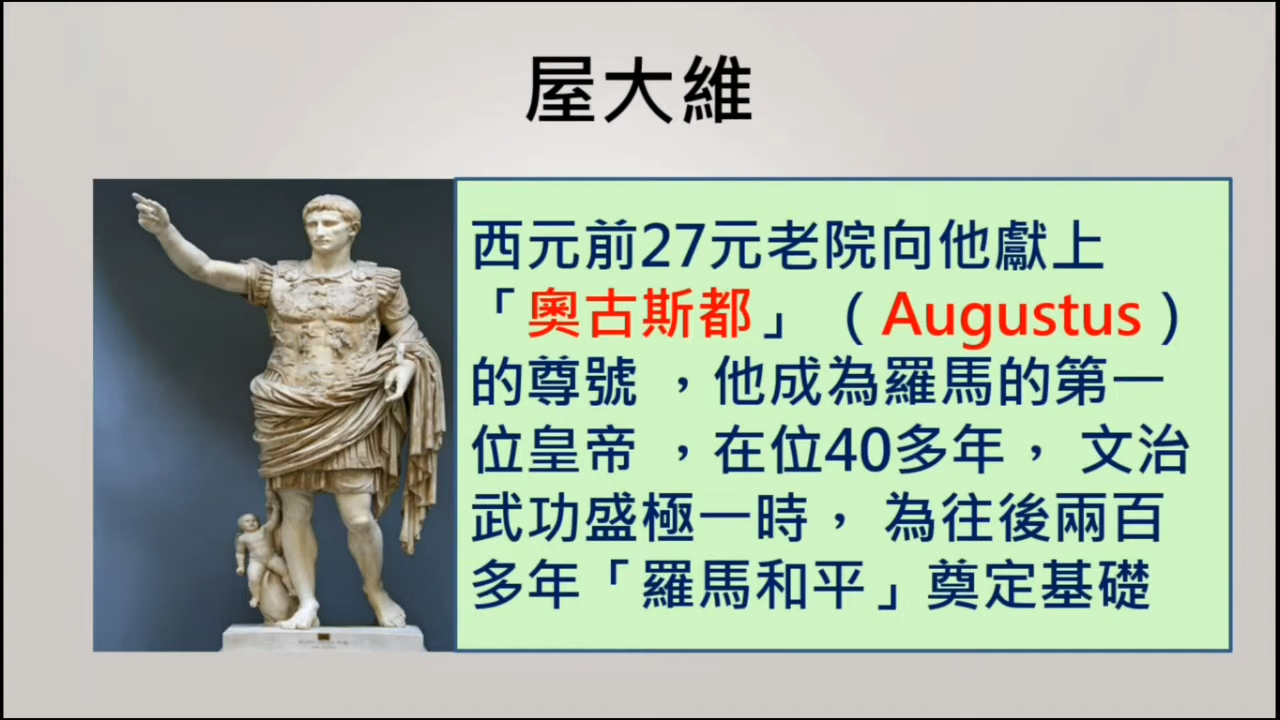 屋大維
西元前27元老院向他獻上
「奧古斯都」（Augustus）
的尊號 ，他成為羅馬的第一
位皇帝 ，在位40多年， 文治
武功盛極一時， 為往後兩百
多年「羅馬和平」奠定基礎